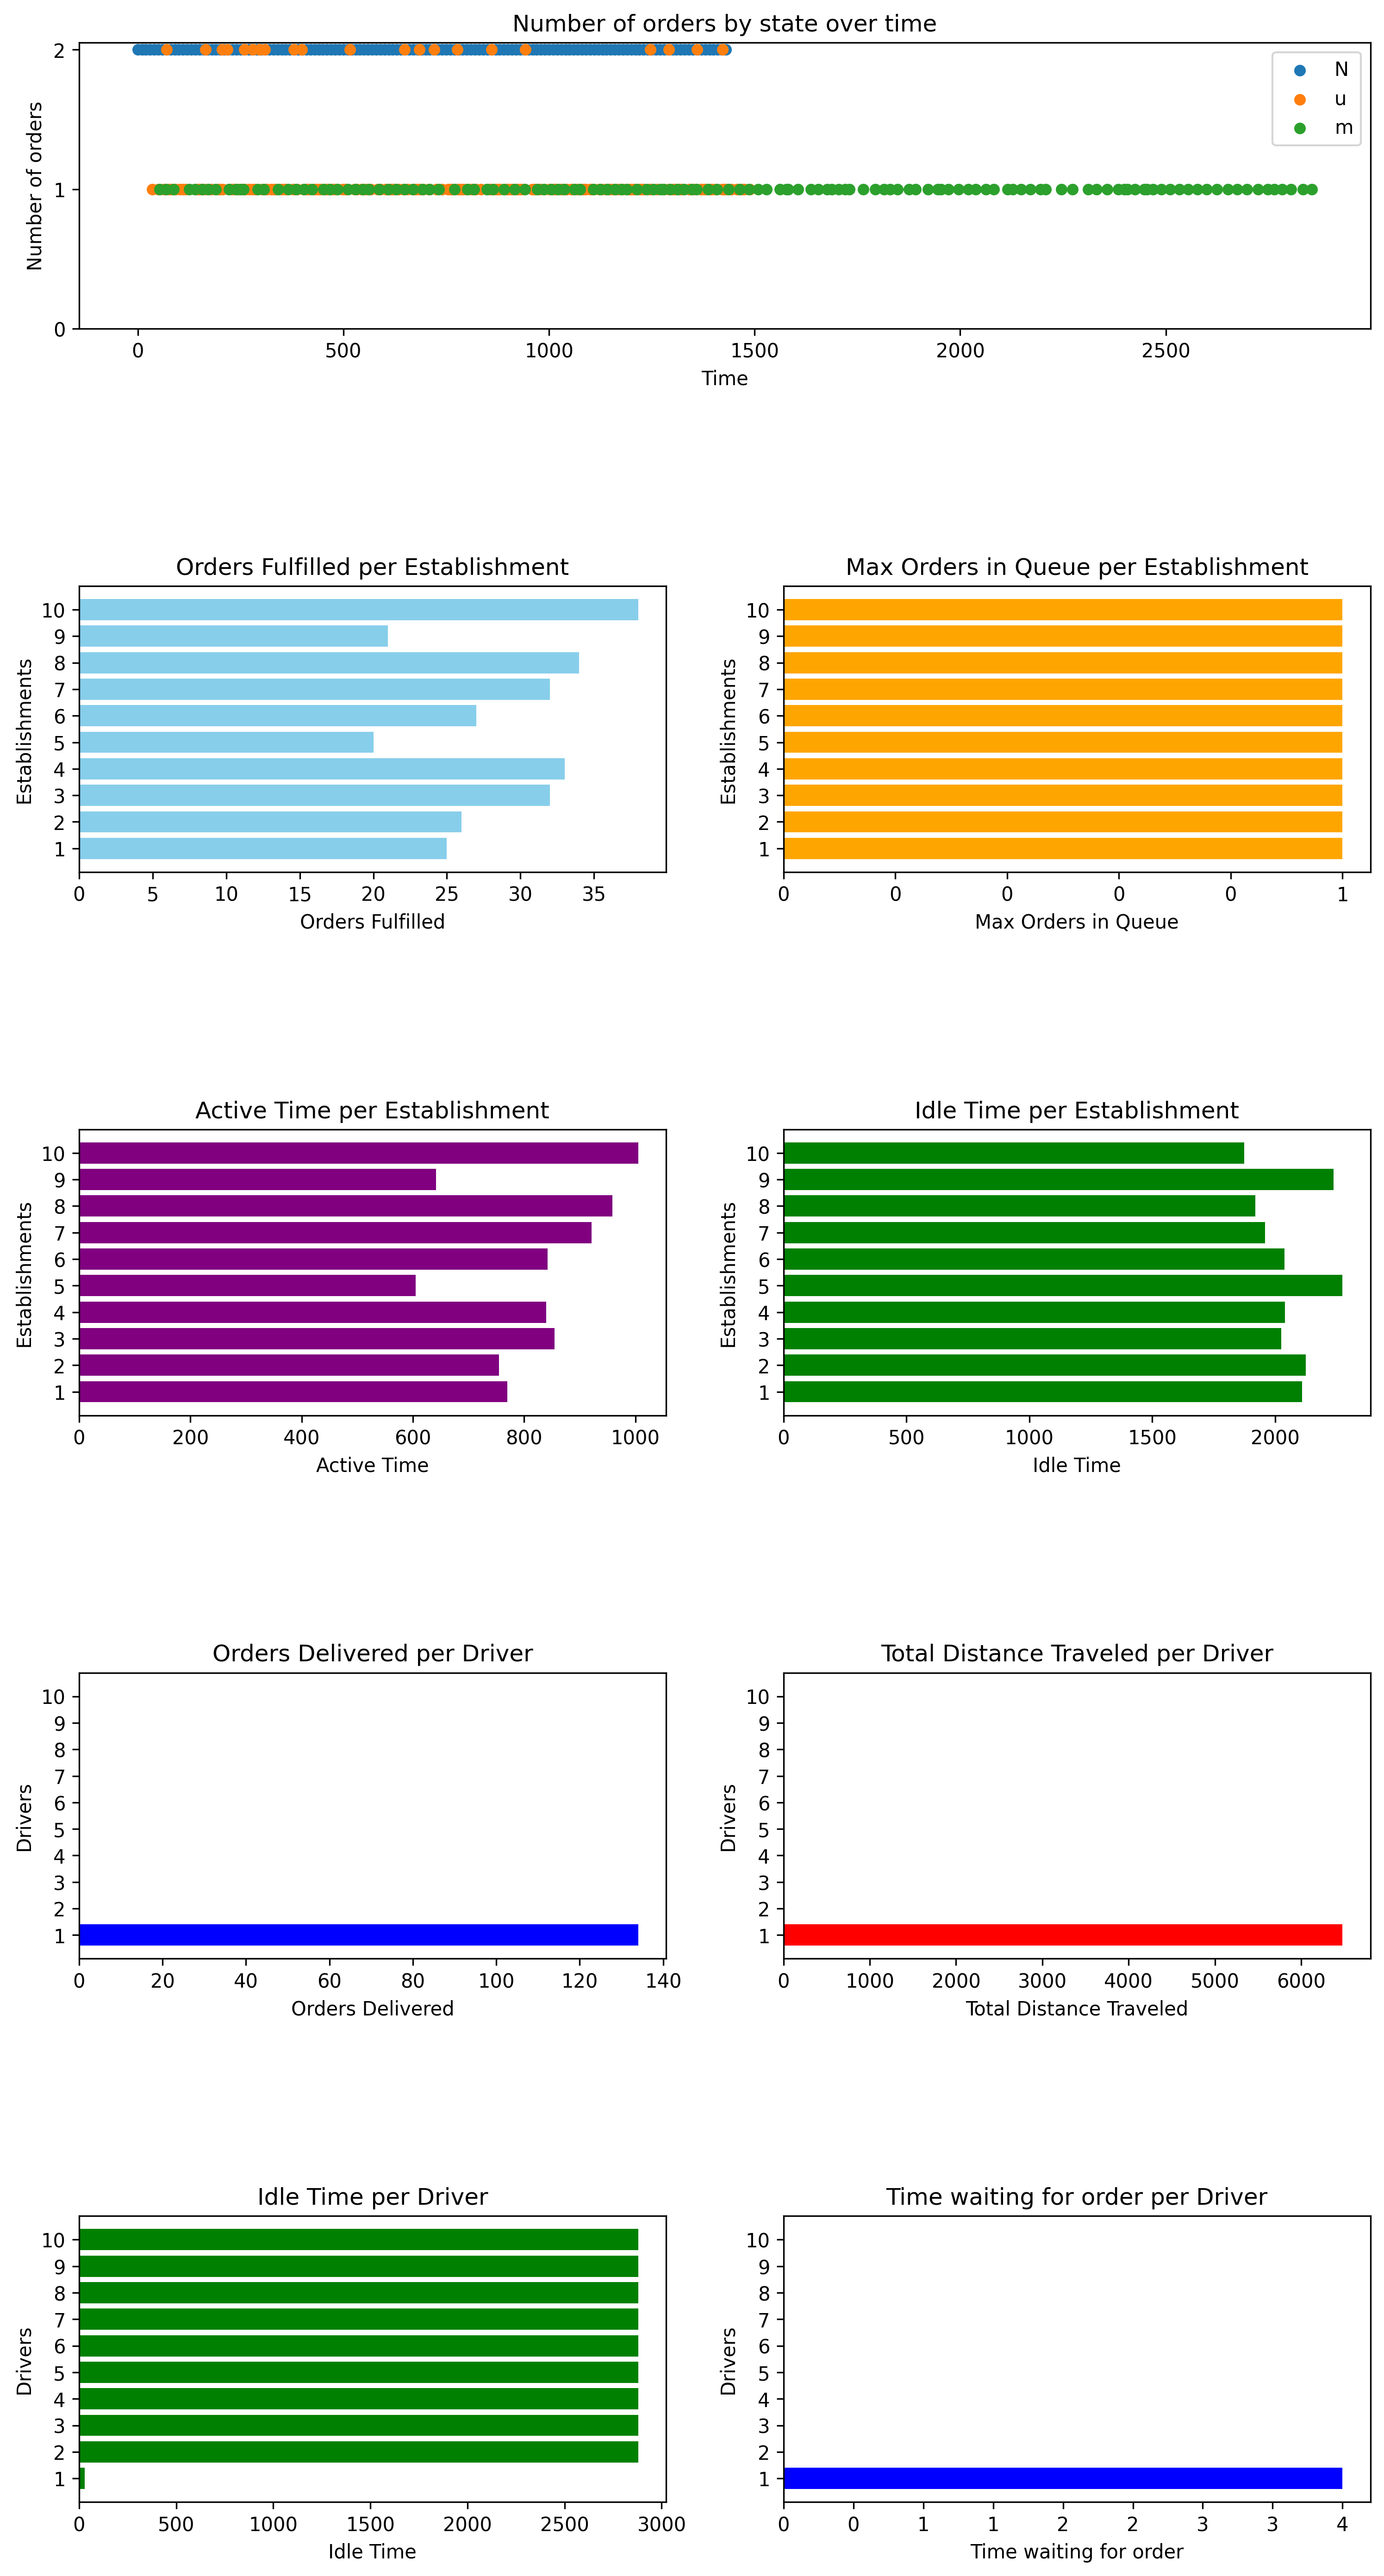 Number of orders by state over time
2
1
0
Number of orders
N
u
m
0 500 1000 1500 2000 2500
Time
Orders Fulfilled per Establishment
10
9
8
7
6
5
4
3
2
1
Establishments
0 5 10 15 20 25 30 35
Orders Fulfilled
Max Orders in Queue per Establishment
10
9
8
7
6
5
4
3
2
1
Establishments
0 0 0 0 0 1
Max Orders in Queue
Active Time per Establishment
10
9
8
7
6
5
4
3
2
1
Establishments
0 200 400 600 800 1000
Active Time
Idle Time per Establishment
10
9
8
7
6
5
4
3
2
1
Establishments
0 500 1000 1500 2000
Idle Time
Orders Delivered per Driver
10
9
8
7
6
5
4
3
2
1
Drivers
0 20 40 60 80 100 120 140
Orders Delivered
Total Distance Traveled per Driver
10
9
8
7
6
5
4
3
2
1
Drivers
0 1000 2000 3000 4000 5000 6000
Total Distance Traveled
Idle Time per Driver
10
9
8
7
6
5
4
3
2
1
Drivers
0 500 1000 1500 2000 2500 3000
Idle Time
Time waiting for order per Driver
10
9
8
7
6
5
4
3
2
1
Drivers
0 0 1 1 2 2 3 3 4
Time waiting for order